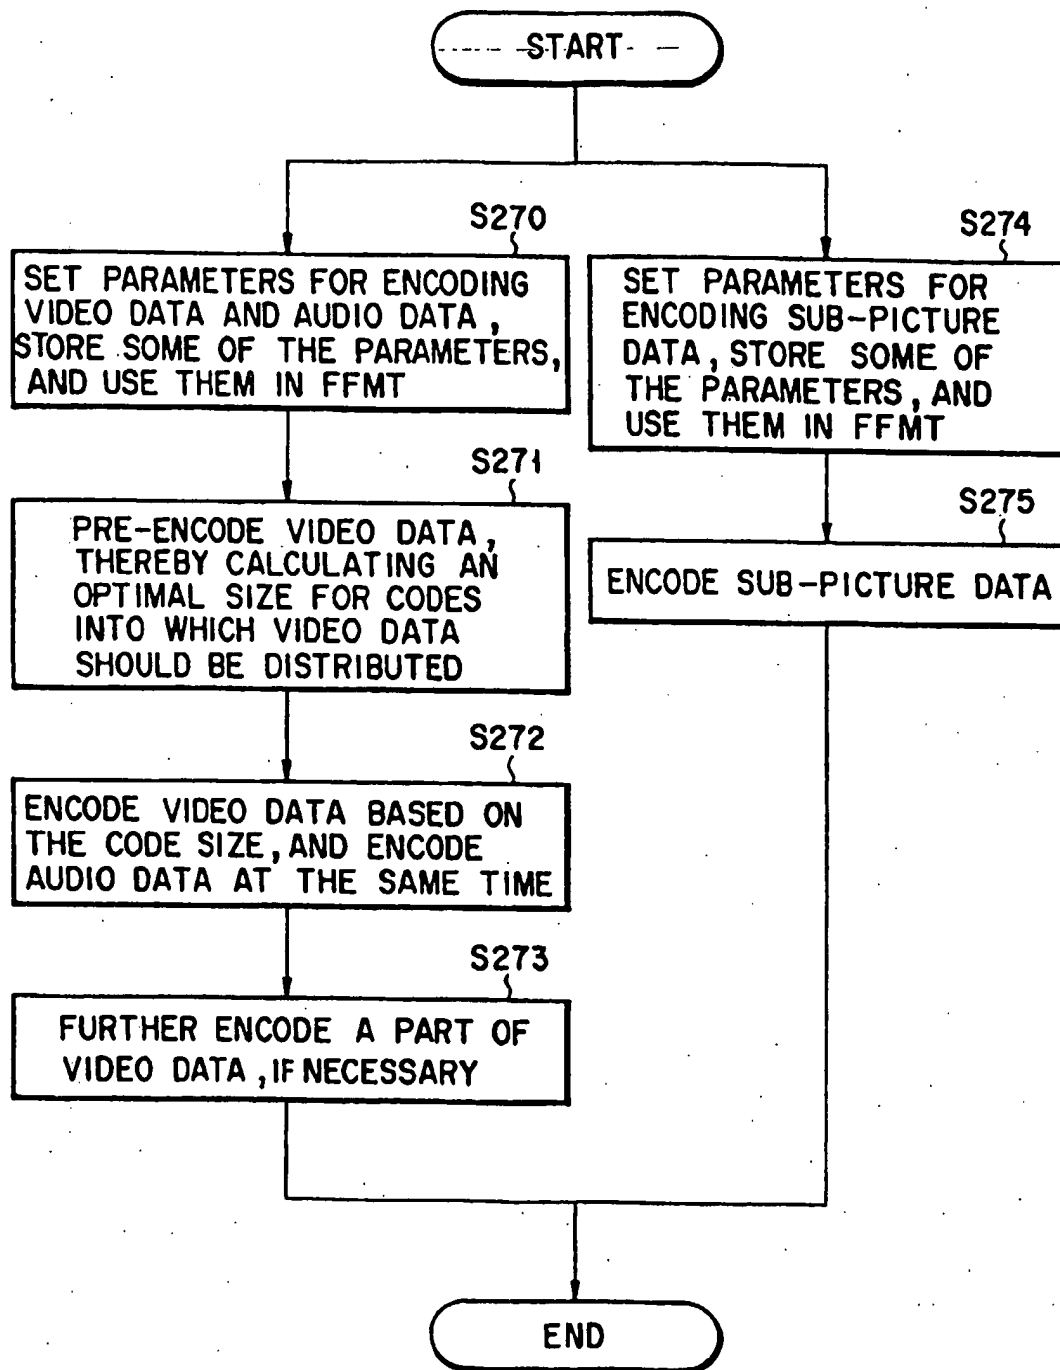 START
S270
SET PARAMETERS FOR ENCODING
VIDEO DATA AND AUDIO DATA,
STORE SOME OF THE PARAMETERS,
AND USE THEM IN FFMT
S271
PRE-ENCODE VIDEO DATA,
THEREBY CALCULATING AN
OPTIMAL SIZE FOR CODES
INTO WHICH VIDEO DATA
SHOULD BE DISTRIBUTED
S272
ENCODE VIDEO DATA BASED ON
THE CODE SIZE, AND ENCODE
AUDIO DATA AT THE SAME TIME
S273
FURTHER ENCODE A PART OF
VIDEO DATA, IF NECESSARY
S274
SET PARAMETERS FOR
ENCODING SUB-PICTURE
DATA, STORE SOME OF
THE PARAMETERS, AND
USE THEM IN FFMT
S275
ENCODE SUB-PICTURE DATA
END